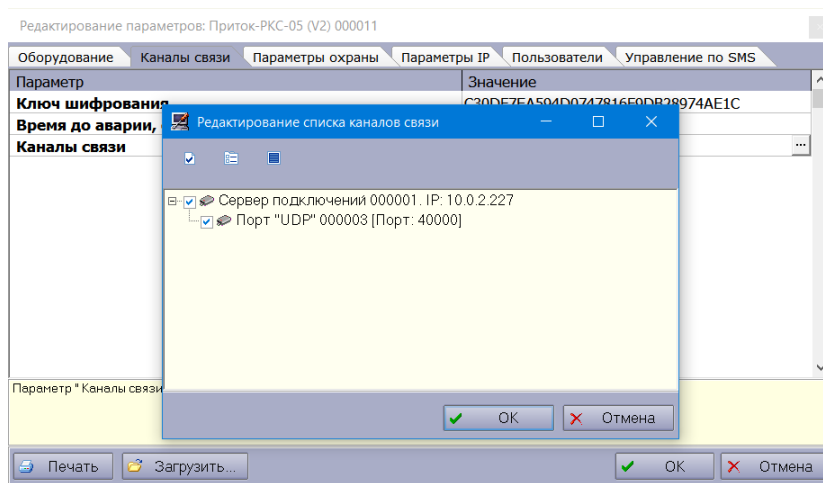 Редактирование параметров: Приток-РКС-05 (V2) 000011
Оборудование Каналы связи Параметры охраны Параметры IP Пользователи Управление по SMS
Параметр Значение
Ключ шифрования
Время до аварии,
Каналы связи ...
Редактирование списка каналов связи
Сервер подключений 000001. IP: 10.0.2.227
Порт "UDP" 000003 [Порт: 40000]
Параметр "Каналы связи
OK Отмена
Печать Загрузить... OK Отмена